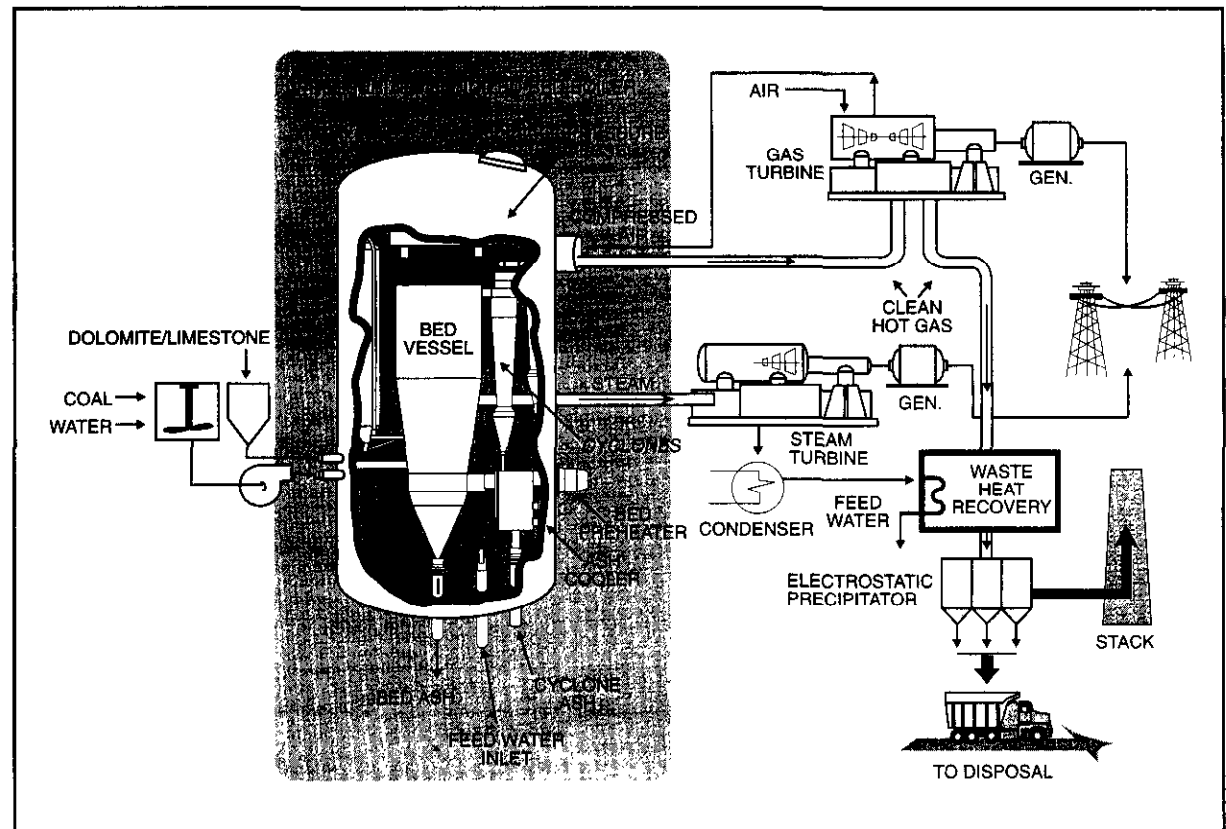 AIR
GAS
TURBINE
GEN.
COMPRESSED
CLEAN
HOT GAS
DOLOMITE/LIMESTONE
BED
VESSEL
COAL
WATER
STEAM
GEN.
STEAM
TURBINE
CYCLONES
CONDENSER
FEED
WATER
WASTE
HEAT
RECOVERY
BED
PREHEATER
ASH
COOLER
ELECTROSTATIC
PRECIPITATOR
STACK
BED ASH
CYCLONE
ASH
FEED WATER
INLET
TO DISPOSAL